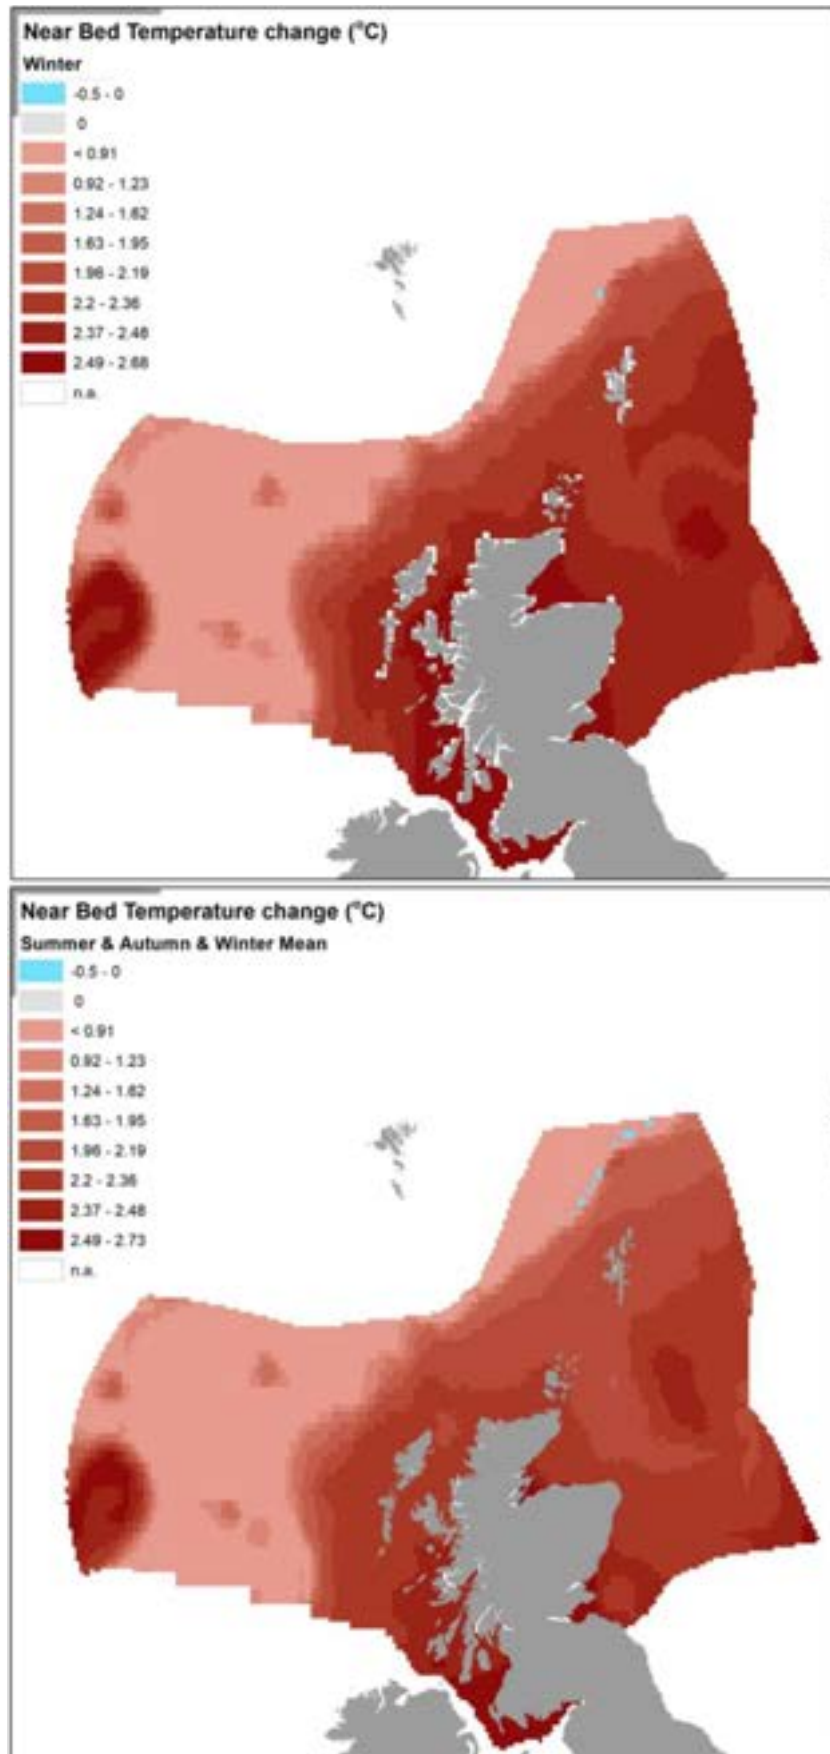 Near Bed Temperature change (°C)
Winter
-0.5 - 0
0
< 0.91
0.92 - 1.23
1.24 - 1.62
1.63 - 1.95
1.96 - 2.19
2.2 - 2.36
2.37 - 2.48
2.49 - 2.68
n.a.
Near Bed Temperature change (°C)
Summer & Autumn & Winter Mean
-0.5 - 0
0
< 0.91
0.92 - 1.23
1.24 - 1.62
1.63 - 1.95
1.96 - 2.19
2.2 - 2.36
2.37 - 2.48
2.49 - 2.73
n.a.